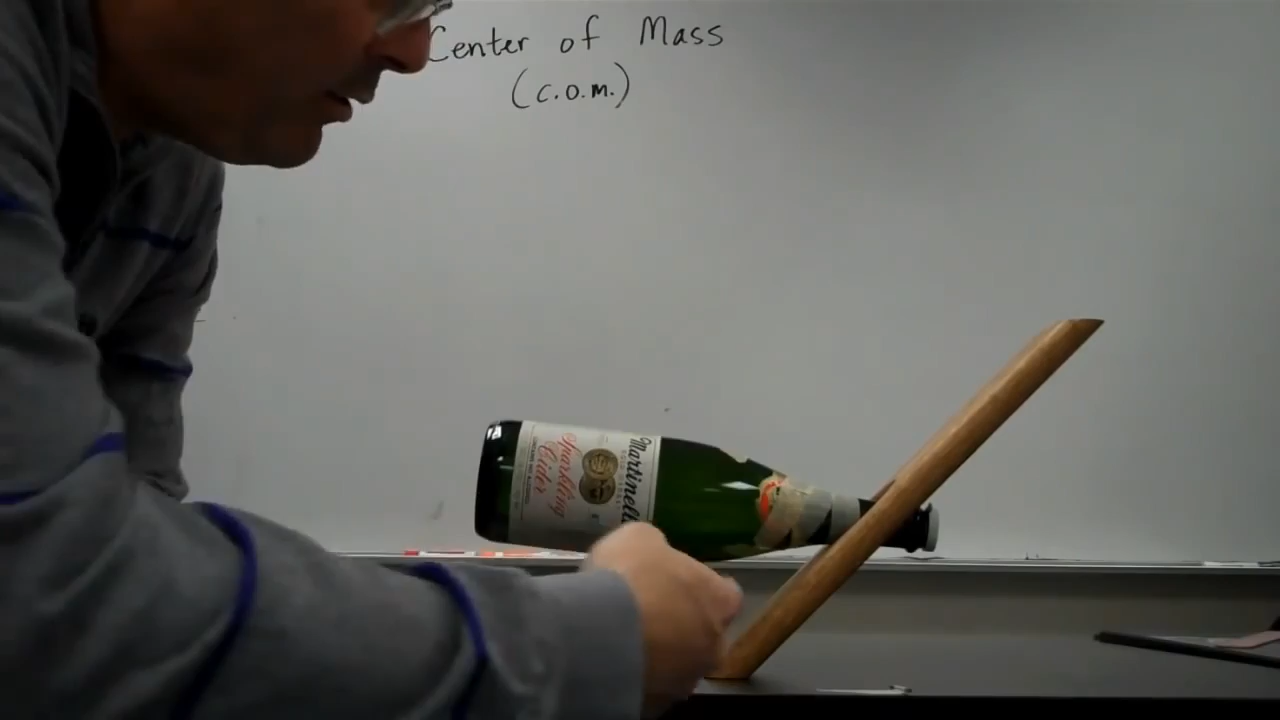 Center of Mass
(c.o.m.)
Martinelli
Sparkling
Cider